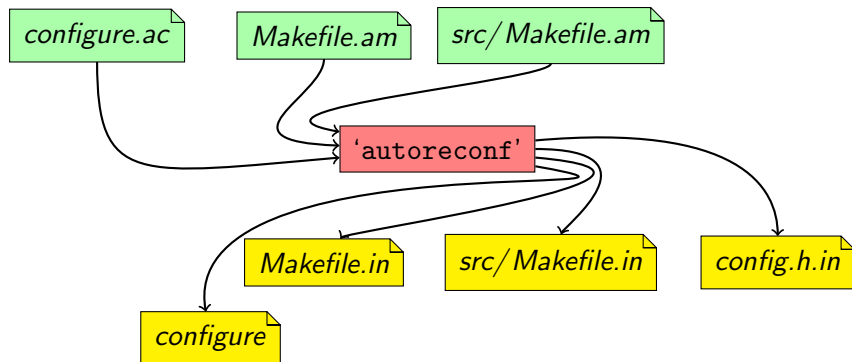 configure.ac
Makefile.am
src/Makefile.am
‘autoreconf’
Makefile.in
src/Makefile.in
config.h.in
configure